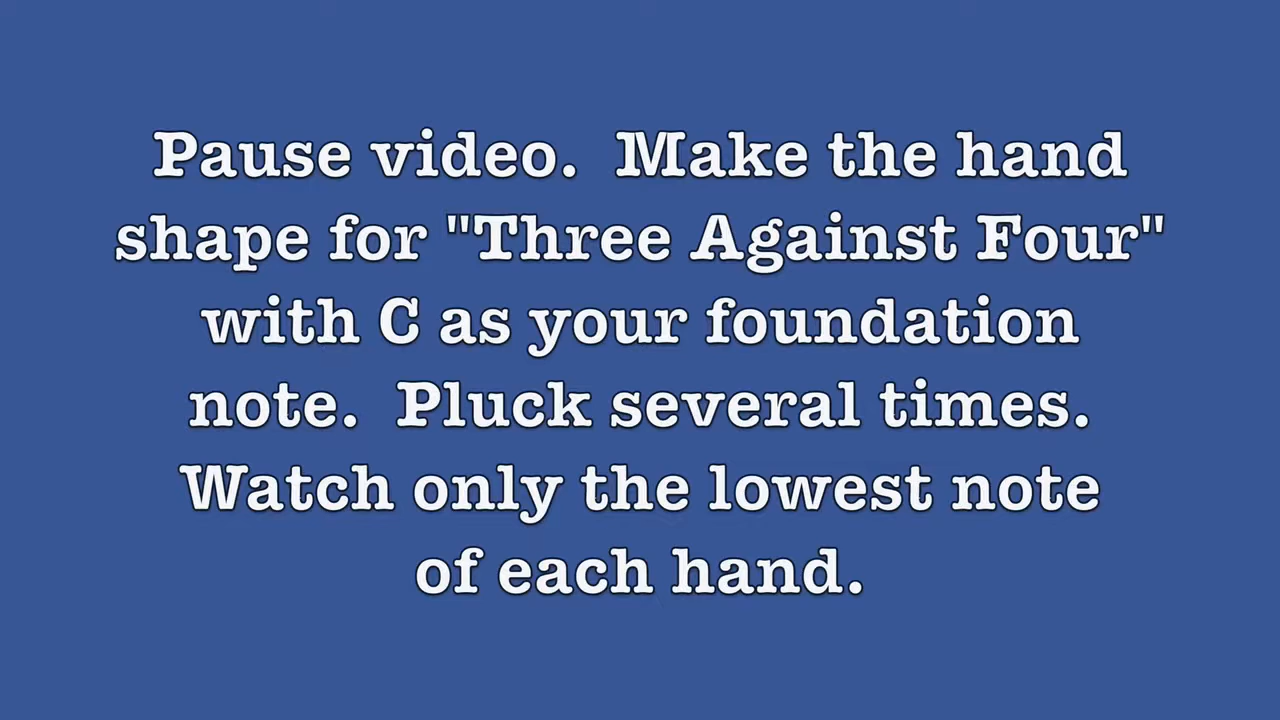 Pause video.  Make the hand
shape for "Three Against Four"
with C as your foundation
note.  Pluck several times.
Watch only the lowest note
of each hand.